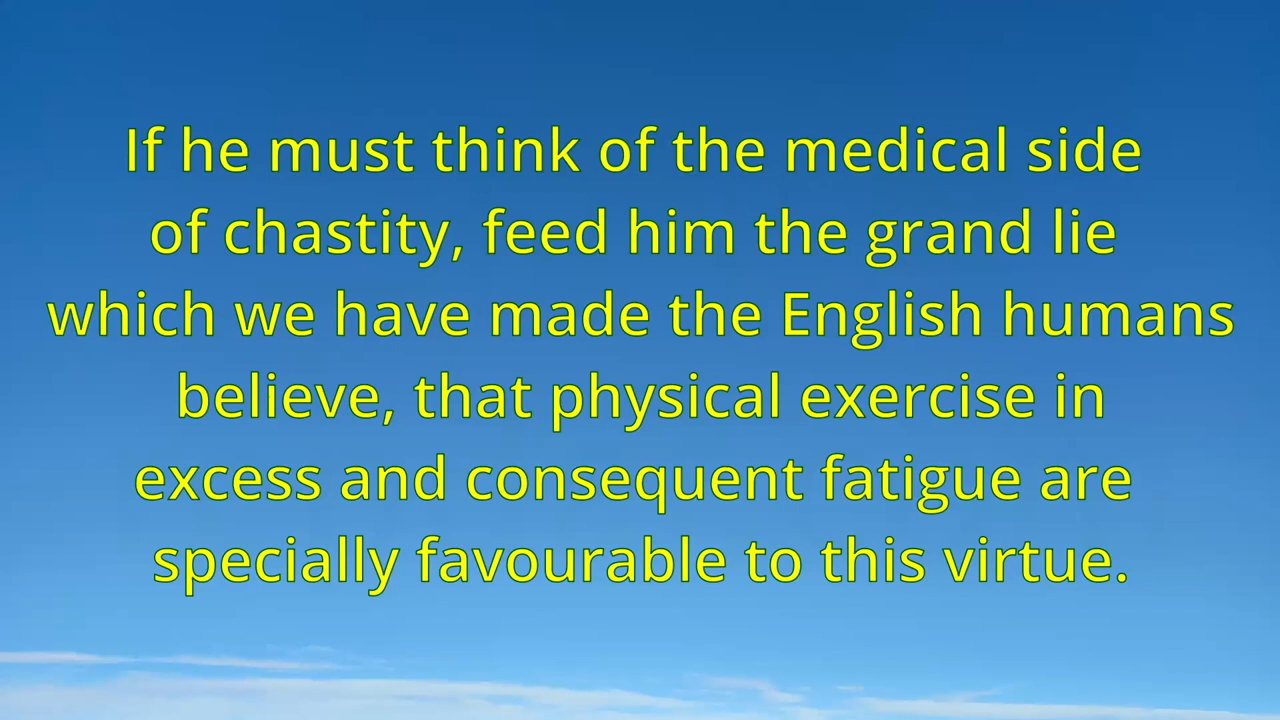 If he must think of the medical side
of chastity, feed him the grand lie
which we have made the English humans
believe, that physical exercise in
excess and consequent fatigue are
specially favourable to this virtue.